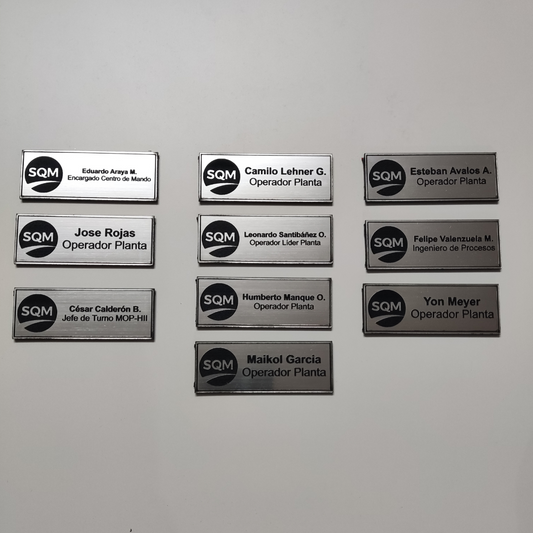 SQM
Eduardo Araya M.
Encargado Centro de Mando
SQM
Jose Rojas
Operador Planta
SQM
César Calderón B.
Jefe de Turno MOP-HII
SQM
Camilo Lehner G.
Operador Planta
SQM
Leonardo Santibáñez O.
Operador Líder Planta
SQM
Humberto Manque O.
Operador Planta
SQM
Maikol Garcia
Operador Planta
SQM
Esteban Avalos A.
Operador Planta
SQM
Felipe Valenzuela M.
Ingeniero de Procesos
SQM
Yon Meyer
Operador Planta